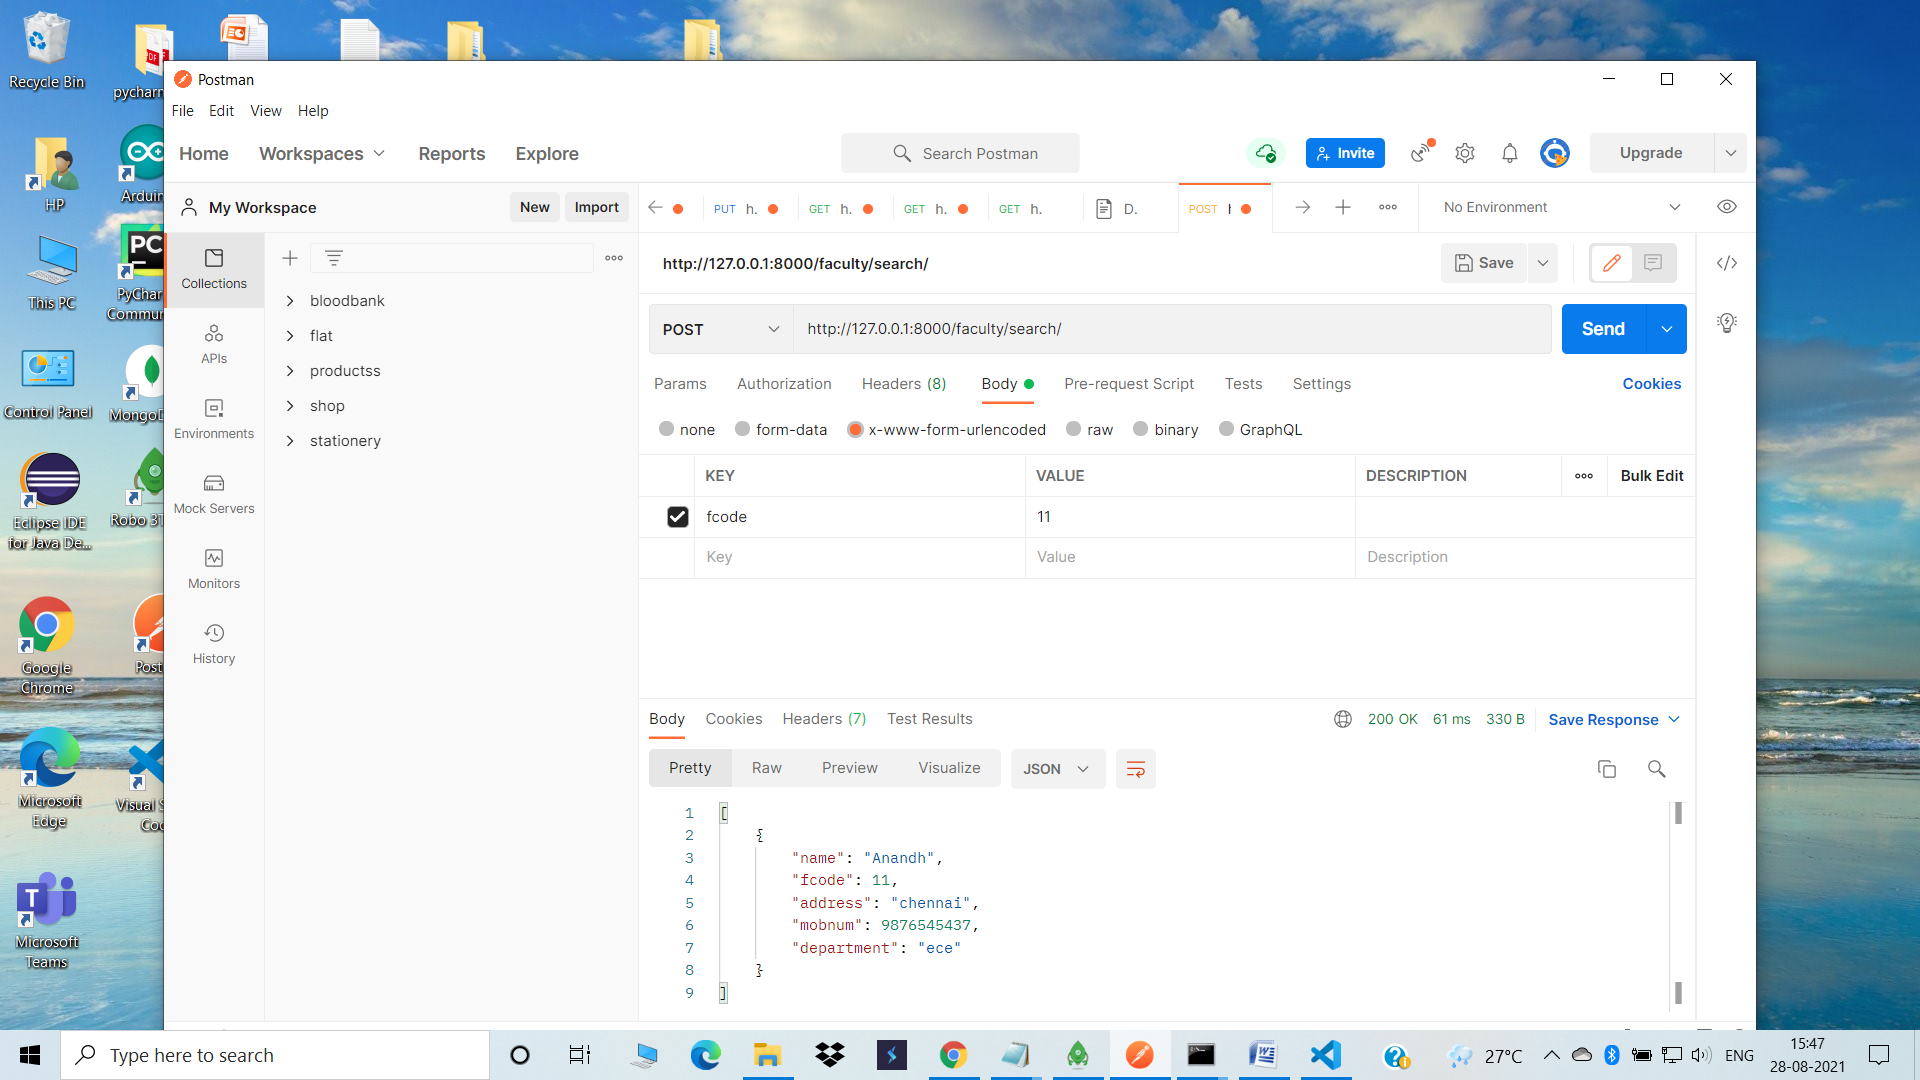 Recycle Bin
pycharm
HP
Arduin
This PC
PyChar
Commun
Control Panel
MongoD
Eclipse IDE
for Java De...
Robo 3T
Google
Chrome
Post
Microsoft
Edge
Visual S
Coc
Microsoft
Teams
Postman
File Edit View Help
Home Workspaces Reports Explore
Search Postman
Invite
Upgrade
My Workspace
New Import
PUT h.
GET h.
GET h.
GET h.
D.
POST
No Environment
Collections
APIs
Environments
Mock Servers
Monitors
History
bloodbank
flat
productss
shop
stationery
http://127.0.0.1:8000/faculty/search/
Save
POST
http://127.0.0.1:8000/faculty/search/
Send
Params Authorization Headers (8) Body Pre-request Script Tests Settings Cookies
none form-data x-www-form-urlencoded raw binary GraphQL
KEY VALUE DESCRIPTION Bulk Edit
fcode 11
Key Value Description
Body Cookies Headers (7) Test Results 200 OK 61 ms 330 B Save Response
Pretty Raw Preview Visualize JSON
1 [
2 {
3 "name": "Anandh",
4 "fcode": 11,
5 "address": "chennai",
6 "mobnum": 9876545437,
7 "department": "ece"
8 }
9 ]
Type here to search
27°C
ENG
15:47
28-08-2021